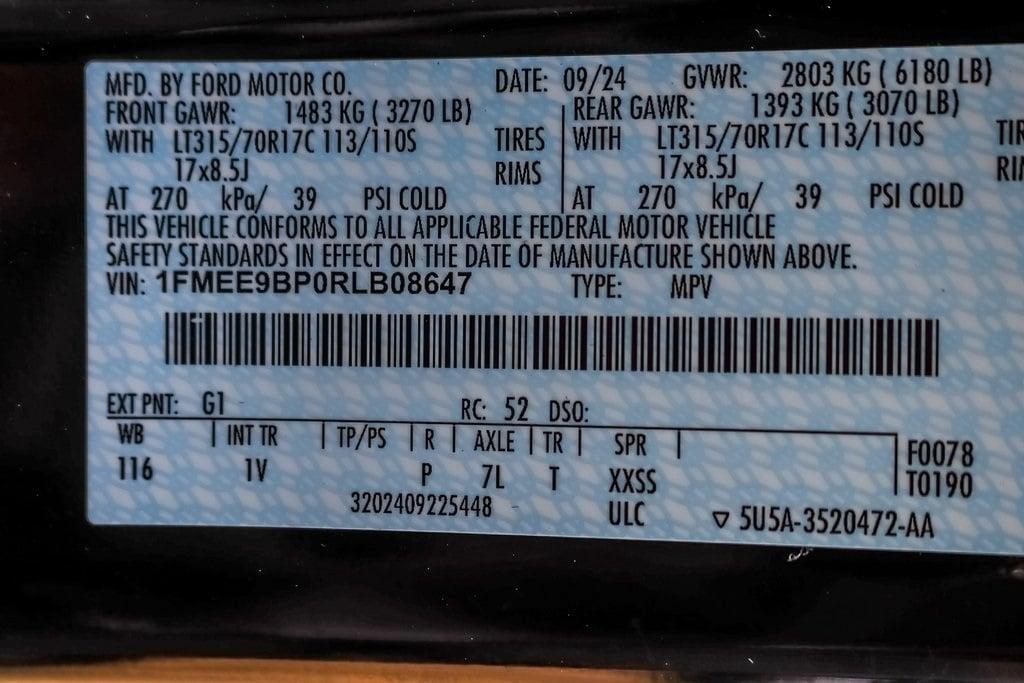 MFD. BY FORD MOTOR CO. DATE: 09/24 GVWR: 2803 KG ( 6180 LB)
FRONT GAWR: 1483 KG ( 3270 LB) REAR GAWR: 1393 KG ( 3070 LB)
WITH LT315/70R17C 113/110S TIRES WITH LT315/70R17C 113/110S TIR
17x8.5J RIMS 17x8.5J RI
AT 270 kPa/ 39 PSI COLD AT 270 kPa/ 39 PSI COLD
THIS VEHICLE CONFORMS TO ALL APPLICABLE FEDERAL MOTOR VEHICLE
SAFETY STANDARDS IN EFFECT ON THE DATE OF MANUFACTURE SHOWN ABOVE.
VIN: 1FMEE9BP0RLB08647 TYPE: MPV
EXT PNT: G1 RC: 52 DSO:
WB INT TR TP/PS R AXLE TR SPR F0078
116 1V P 7L T XXSS T0190
3202409225448 ULC ▽ 5U5A-3520472-AA